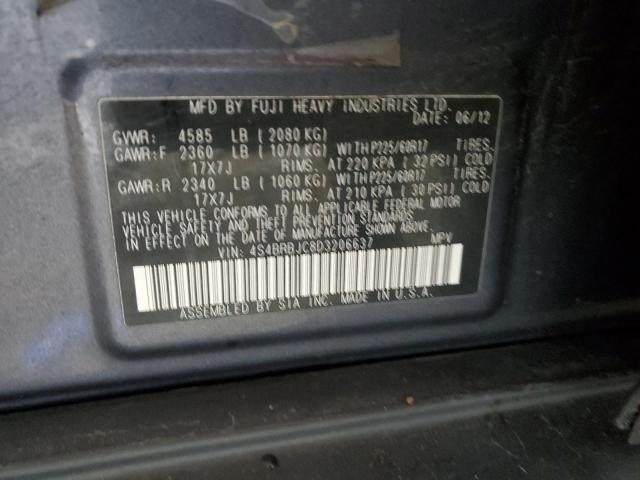 MFD BY FUJI HEAVY INDUSTRIES LTD.
DATE: 06/12
GVWR: 4585 LB (2080 KG)
GAWR:F 2360 LB (1070 KG) WITH P225/60R17 TIRES,
17X7J RIMS, AT 220 KPA (32 PSI) COLD
GAWR:R 2340 LB (1060 KG) WITH P225/60R17 TIRES,
17X7J RIMS, AT 210 KPA (30 PSI) COLD
THIS VEHICLE CONFORMS TO ALL APPLICABLE FEDERAL MOTOR
VEHICLE SAFETY AND THEFT PREVENTION STANDARDS
IN EFFECT ON THE DATE OF MANUFACTURE SHOWN ABOVE.
VIN: 4S4BRBJC8D3206637 MPV
ASSEMBLED BY SIA INC. MADE IN U.S.A.